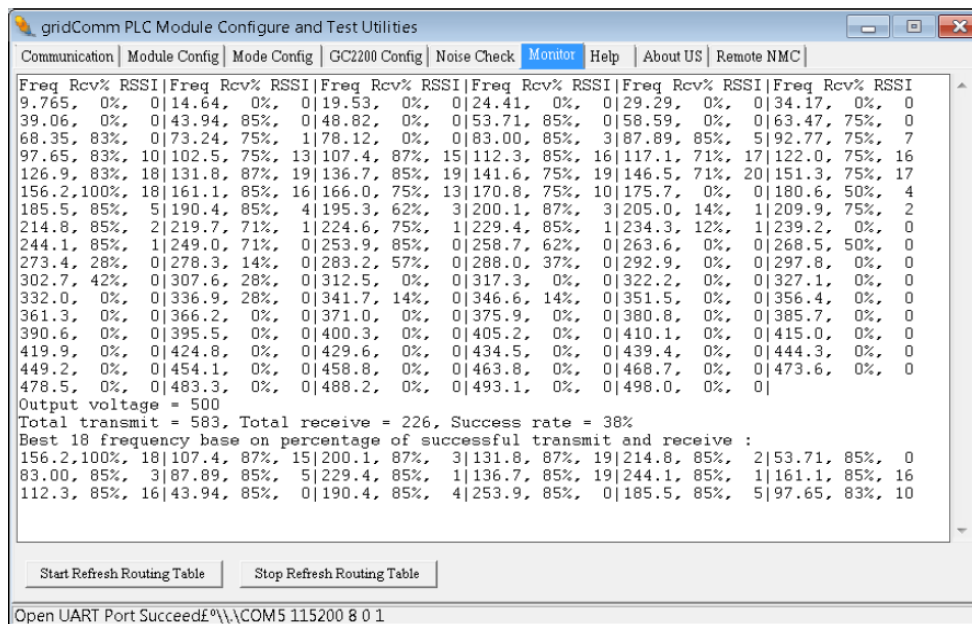 gridComm PLC Module Configure and Test Utilities
Communication Module Config Mode Config GC2200 Config Noise Check Monitor Help About US Remote NMC
Freq Rcv% RSSI|Freq Rcv% RSSI|Freq Rcv% RSSI|Freq Rcv% RSSI|Freq Rcv% RSSI|Freq Rcv% RSSI
9.765, 0%, 0|14.64, 0%, 0|19.53, 0%, 0|24.41, 0%, 0|29.29, 0%, 0|34.17, 0%, 0
39.06, 0%, 0|43.94, 85%, 0|48.82, 0%, 0|53.71, 85%, 0|58.59, 0%, 0|63.47, 75%, 0
68.35, 83%, 0|73.24, 75%, 1|78.12, 0%, 0|83.00, 85%, 3|87.89, 85%, 5|92.77, 75%, 7
97.65, 83%, 10|102.5, 75%, 13|107.4, 87%, 15|112.3, 85%, 16|117.1, 71%, 17|122.0, 75%, 16
126.9, 83%, 18|131.8, 87%, 19|136.7, 85%, 19|141.6, 75%, 19|146.5, 71%, 20|151.3, 75%, 17
156.2,100%, 18|161.1, 85%, 16|166.0, 75%, 13|170.8, 75%, 10|175.7, 0%, 0|180.6, 50%, 4
185.5, 85%, 5|190.4, 85%, 4|195.3, 62%, 3|200.1, 87%, 3|205.0, 14%, 1|209.9, 75%, 2
214.8, 85%, 2|219.7, 71%, 1|224.6, 75%, 1|229.4, 85%, 1|234.3, 12%, 1|239.2, 0%, 0
244.1, 85%, 1|249.0, 71%, 0|253.9, 85%, 0|258.7, 62%, 0|263.6, 0%, 0|268.5, 50%, 0
273.4, 28%, 0|278.3, 14%, 0|283.2, 57%, 0|288.0, 37%, 0|292.9, 0%, 0|297.8, 0%, 0
302.7, 42%, 0|307.6, 28%, 0|312.5, 0%, 0|317.3, 0%, 0|322.2, 0%, 0|327.1, 0%, 0
332.0, 0%, 0|336.9, 28%, 0|341.7, 14%, 0|346.6, 14%, 0|351.5, 0%, 0|356.4, 0%, 0
361.3, 0%, 0|366.2, 0%, 0|371.0, 0%, 0|375.9, 0%, 0|380.8, 0%, 0|385.7, 0%, 0
390.6, 0%, 0|395.5, 0%, 0|400.3, 0%, 0|405.2, 0%, 0|410.1, 0%, 0|415.0, 0%, 0
419.9, 0%, 0|424.8, 0%, 0|429.6, 0%, 0|434.5, 0%, 0|439.4, 0%, 0|444.3, 0%, 0
449.2, 0%, 0|454.1, 0%, 0|458.8, 0%, 0|463.8, 0%, 0|468.7, 0%, 0|473.6, 0%, 0
478.5, 0%, 0|483.3, 0%, 0|488.2, 0%, 0|493.1, 0%, 0|498.0, 0%, 0|
Output voltage = 500
Total transmit = 583, Total receive = 226, Success rate = 38%
Best 18 frequency base on percentage of successful transmit and receive :
156.2,100%, 18|107.4, 87%, 15|200.1, 87%, 3|131.8, 87%, 19|214.8, 85%, 2|53.71, 85%, 0
83.00, 85%, 3|87.89, 85%, 5|229.4, 85%, 1|136.7, 85%, 19|244.1, 85%, 1|161.1, 85%, 16
112.3, 85%, 16|43.94, 85%, 0|190.4, 85%, 4|253.9, 85%, 0|185.5, 85%, 5|97.65, 83%, 10
Start Refresh Routing Table Stop Refresh Routing Table
Open UART Port Succeed£º\\.\COM5 115200 8 0 1